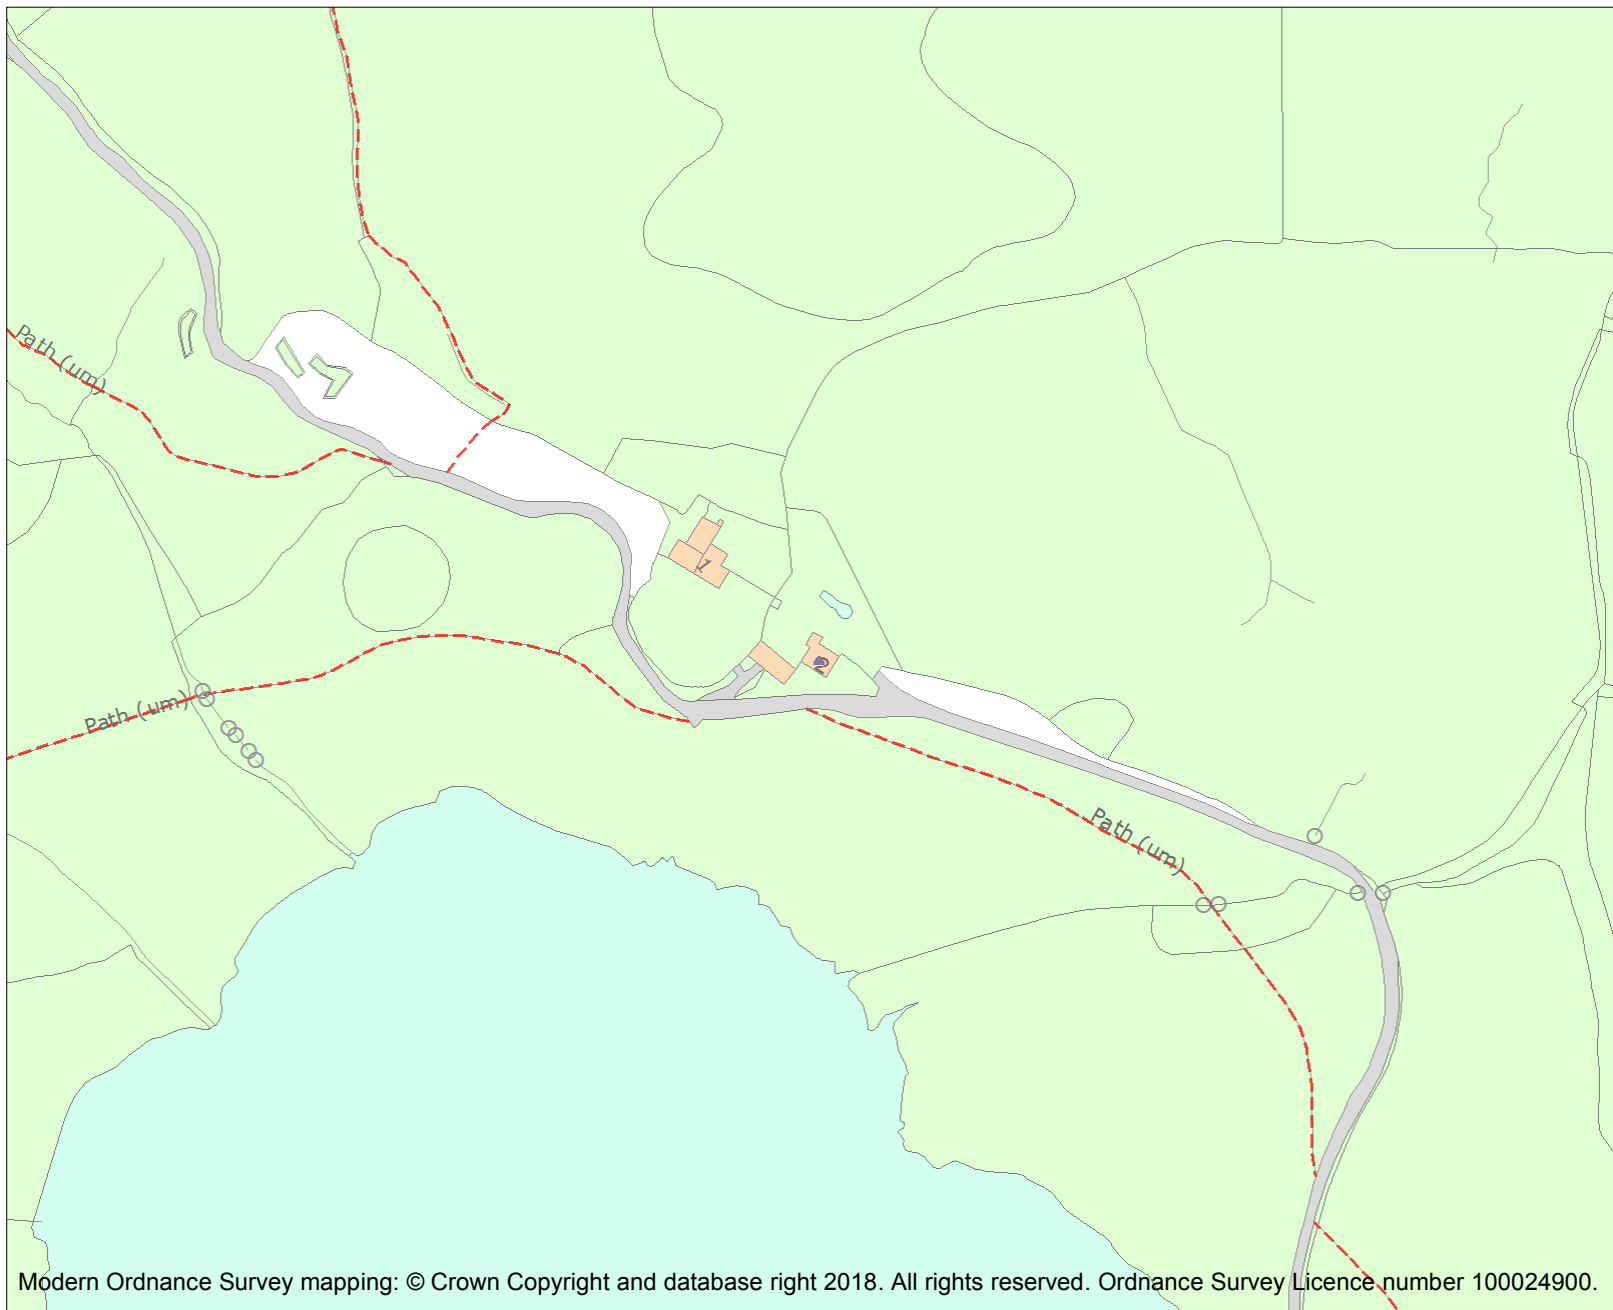 Path (um)
1
2
Path (um)
Path (um)
Modern Ordnance Survey mapping: © Crown Copyright and database right 2018. All rights reserved. Ordnance Survey Licence number 100024900.